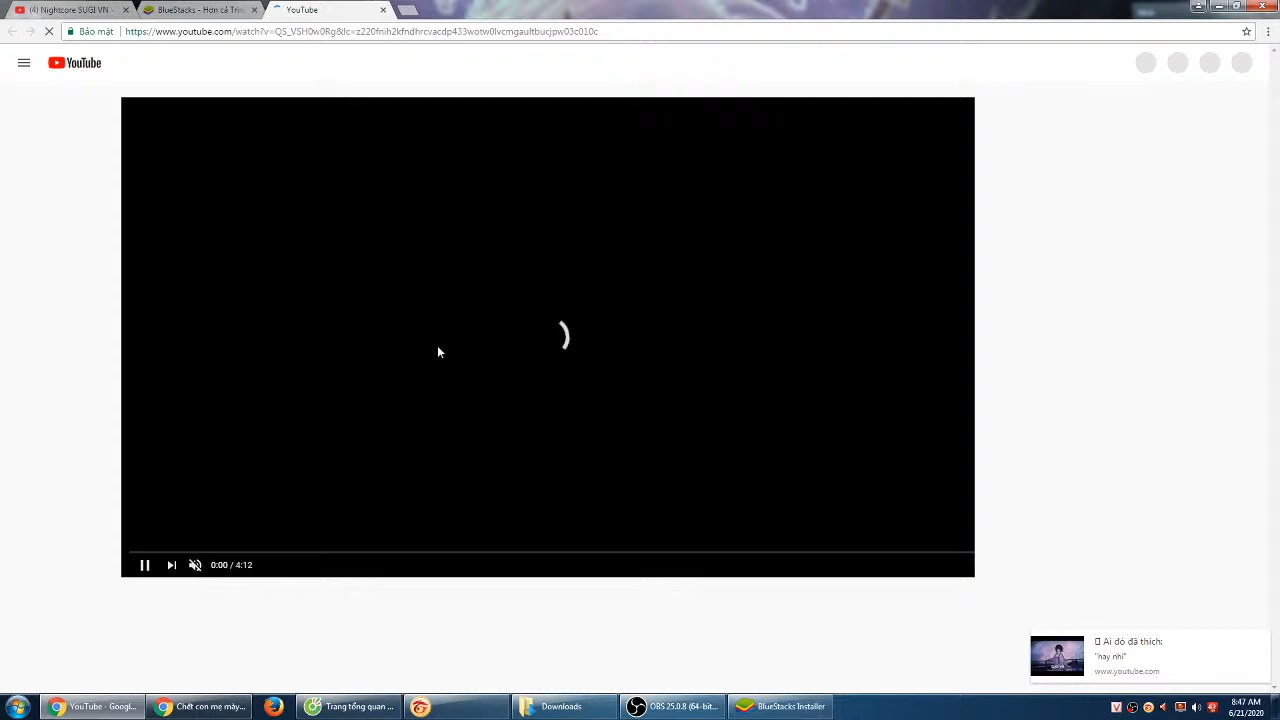 (4) Nightcore SUGI.VN -
BlueStacks - Hơn cả Trìn
YouTube
Bảo mật
https://www.youtube.com/watch?v=QS_VSH0w0Rg&lc=z220fnih2kfndhrcvacdp433wotw0lvcmgaultbucjpw03c010c
YouTube
0:00 / 4:12
Ai đó đã thích:
"hay nhỉ"
www.youtube.com
YouTube - Googl...
Chết con mẹ máy...
Trang tổng quan ...
Downloads
OBS 25.0.8 (64-bit...
BlueStacks Installer
8:47 AM
6/21/2020